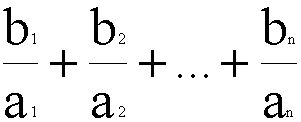 b₁/a₁ + b₂/a₂ + ... + bₙ/aₙ